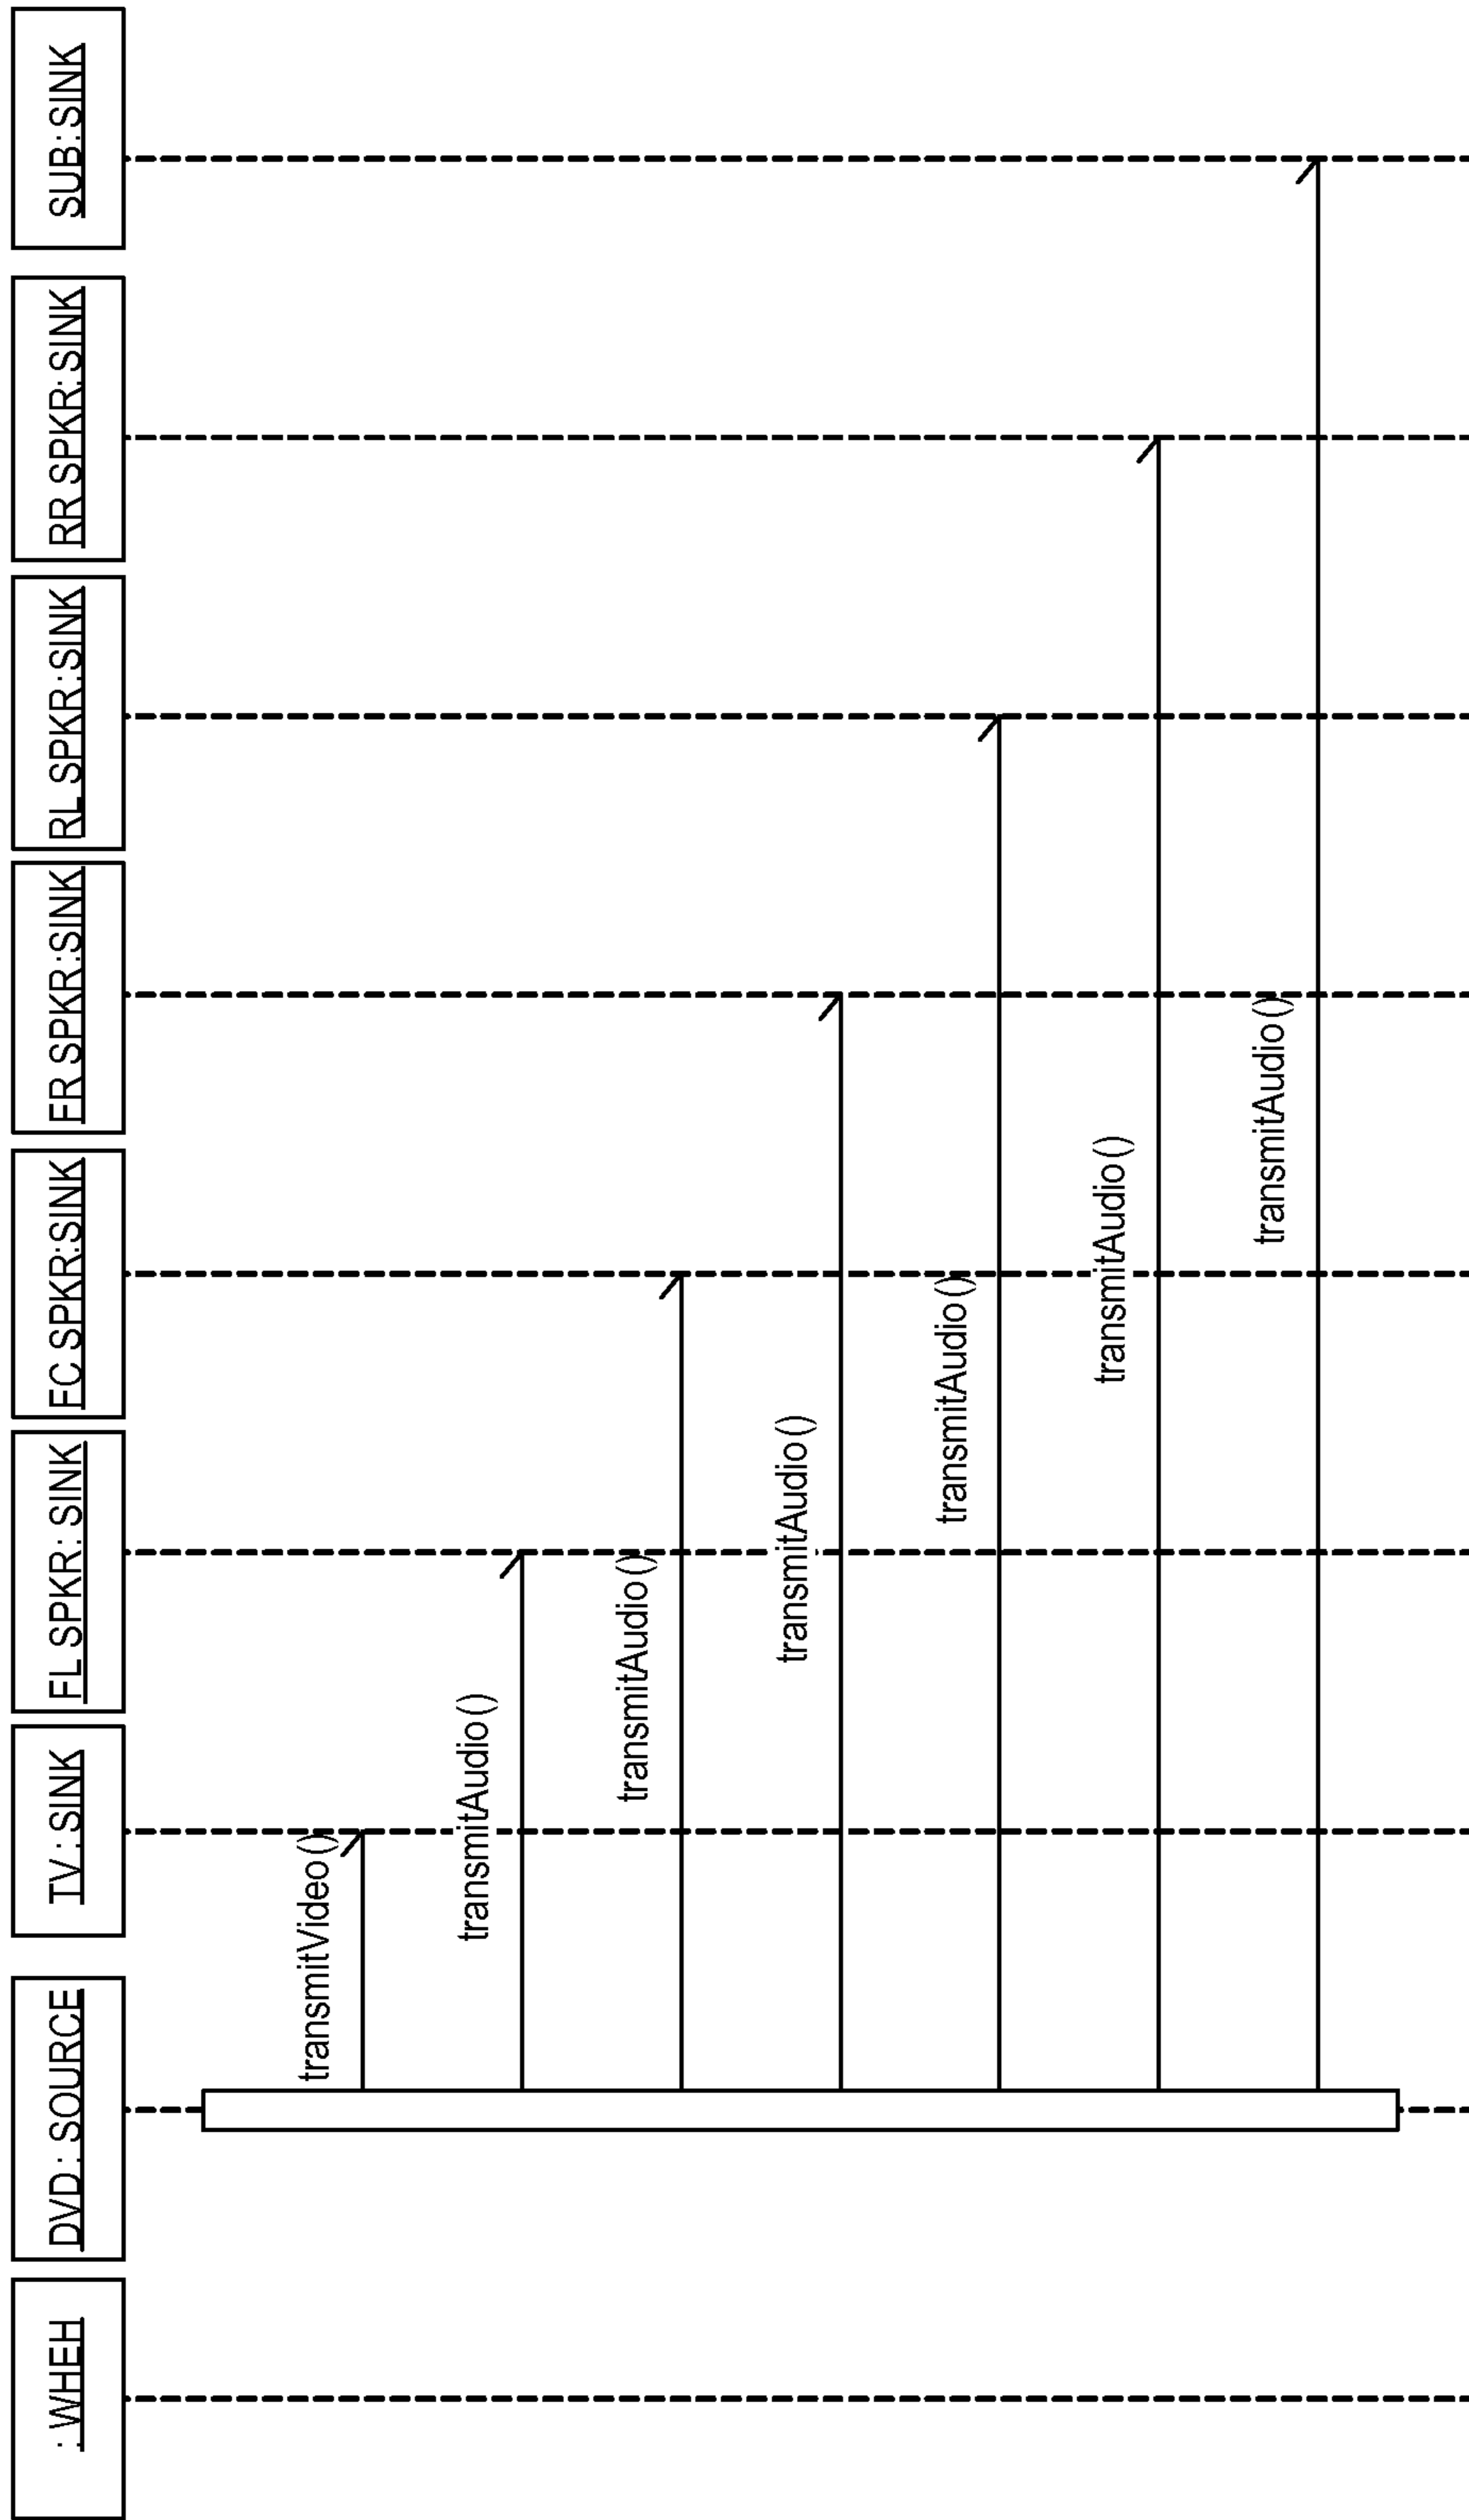 : WHEH
DVD : SOURCE
TV : SINK
FL SPKR : SINK
FC SPKR:SINK
FR SPKR :SINK
RL SPKR :SINK
RR SPKR :SINK
SUB : SINK
transmitVideo ()
transmitAudio ()
transmitAudio ()
transmitAudio ()
transmitAudio ()
transmitAudio ()
transmitAudio ()